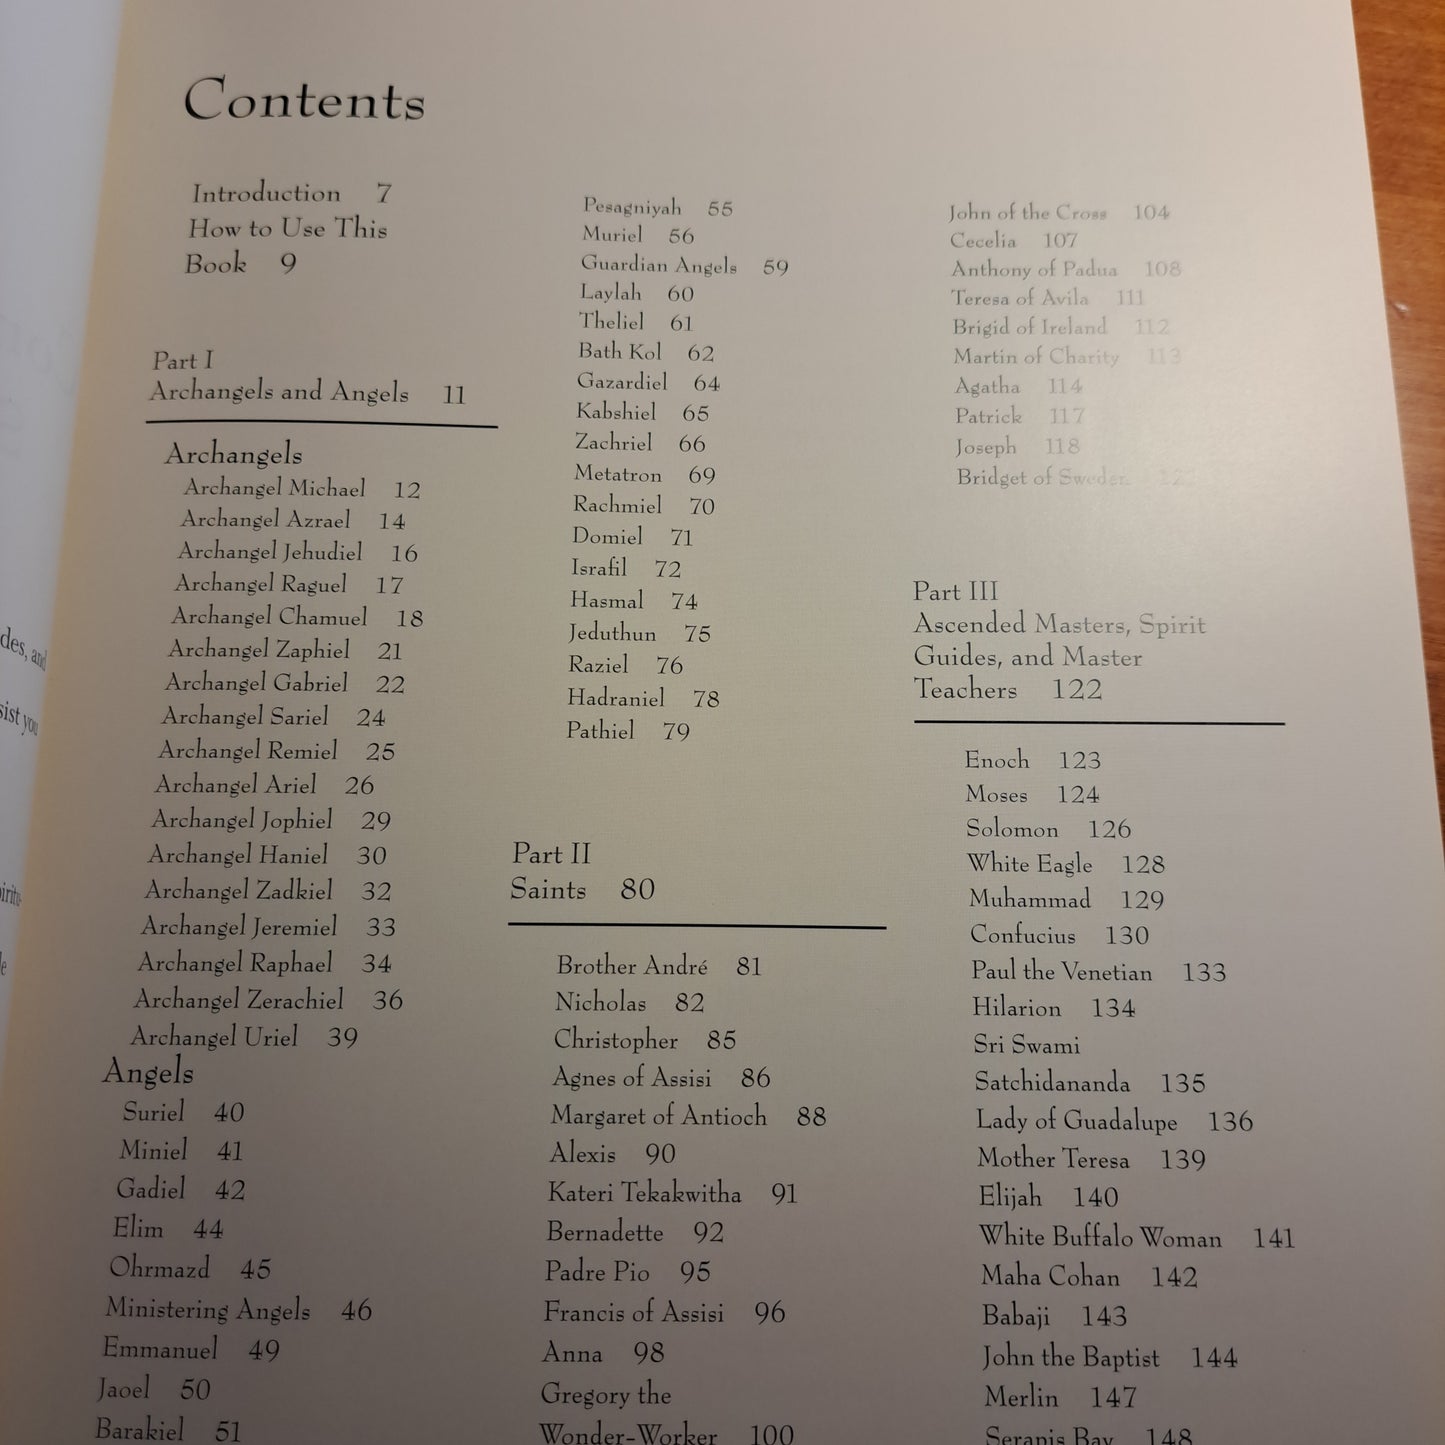 Contents
Introduction 7
How to Use This
Book 9
Part I
Archangels and Angels 11
Archangels
Archangel Michael 12
Archangel Azrael 14
Archangel Jehudiel 16
Archangel Raguel 17
Archangel Chamuel 18
Archangel Zaphiel 21
Archangel Gabriel 22
Archangel Sariel 24
Archangel Remiel 25
Archangel Ariel 26
Archangel Jophiel 29
Archangel Haniel 30
Archangel Zadkiel 32
Archangel Jeremiel 33
Archangel Raphael 34
Archangel Zerachiel 36
Archangel Uriel 39
Angels
Suriel 40
Miniel 41
Gadiel 42
Elim 44
Ohrmazd 45
Ministering Angels 46
Emmanuel 49
Jaoel 50
Barakiel 51
Pesagniyah 55
Muriel 56
Guardian Angels 59
Laylah 60
Theliel 61
Bath Kol 62
Gazardiel 64
Kabshiel 65
Zachriel 66
Metatron 69
Rachmiel 70
Domiel 71
Israfil 72
Hasmal 74
Jeduthun 75
Raziel 76
Hadraniel 78
Pathiel 79
Part II
Saints 80
Brother André 81
Nicholas 82
Christopher 85
Agnes of Assisi 86
Margaret of Antioch 88
Alexis 90
Kateri Tekakwitha 91
Bernadette 92
Padre Pio 95
Francis of Assisi 96
Anna 98
Gregory the
Wonder-Worker 100
John of the Cross 104
Cecelia 107
Anthony of Padua 108
Teresa of Avila 111
Brigid of Ireland 112
Martin of Charity 113
Agatha 114
Patrick 117
Joseph 118
Bridget of Sweden
Part III
Ascended Masters, Spirit
Guides, and Master
Teachers 122
Enoch 123
Moses 124
Solomon 126
White Eagle 128
Muhammad 129
Confucius 130
Paul the Venetian 133
Hilarion 134
Sri Swami
Satchidananda 135
Lady of Guadalupe 136
Mother Teresa 139
Elijah 140
White Buffalo Woman 141
Maha Cohan 142
Babaji 143
John the Baptist 144
Merlin 147
Serapis Bay 148